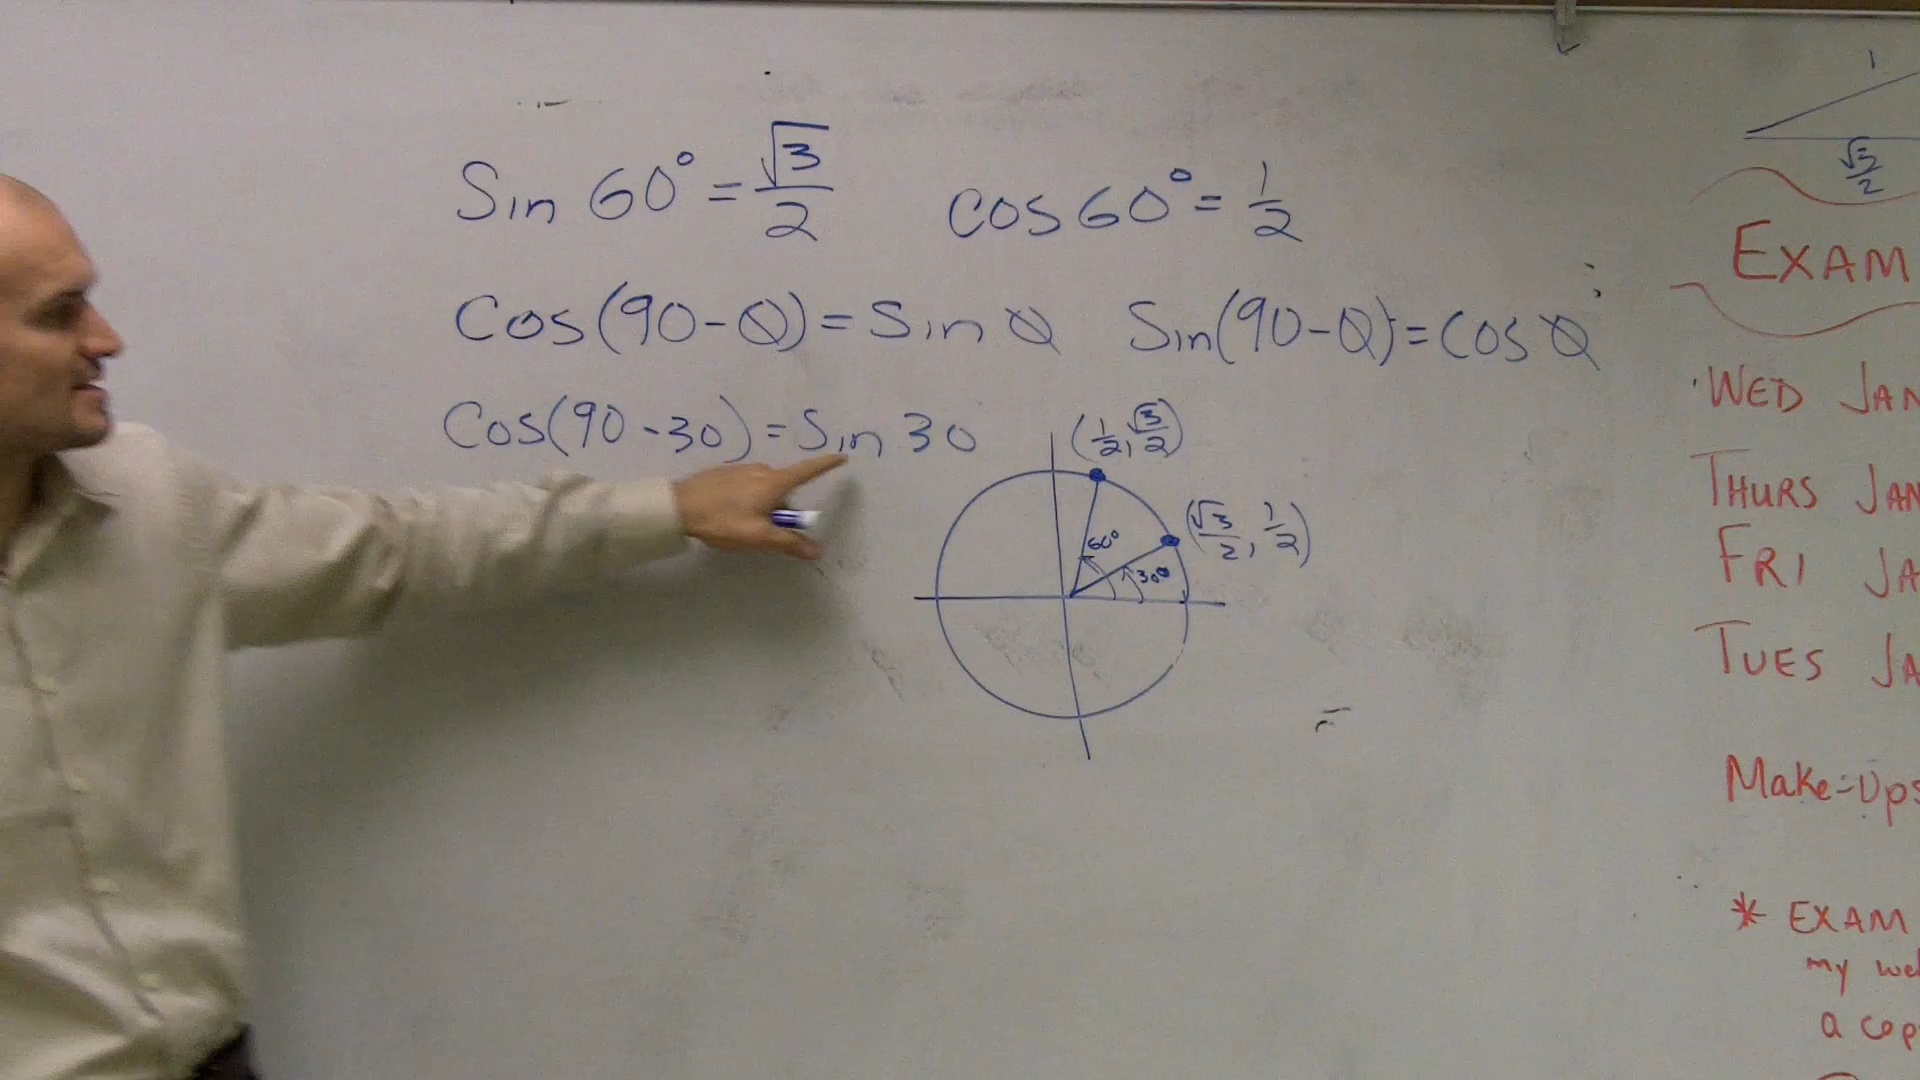 Sin 60° = √3/2 cos 60° = 1/2
Cos(90-θ) = Sin θ Sin(90-θ) = cos θ
Cos(90-30) = Sin 30
(1/2, √3/2)
(√3/2, 1/2)
60°
30°
1
√3/2
EXAM
WED JAN
THURS JAN
FRI JA
TUES JA
Make-Ups
* EXAM
my
a